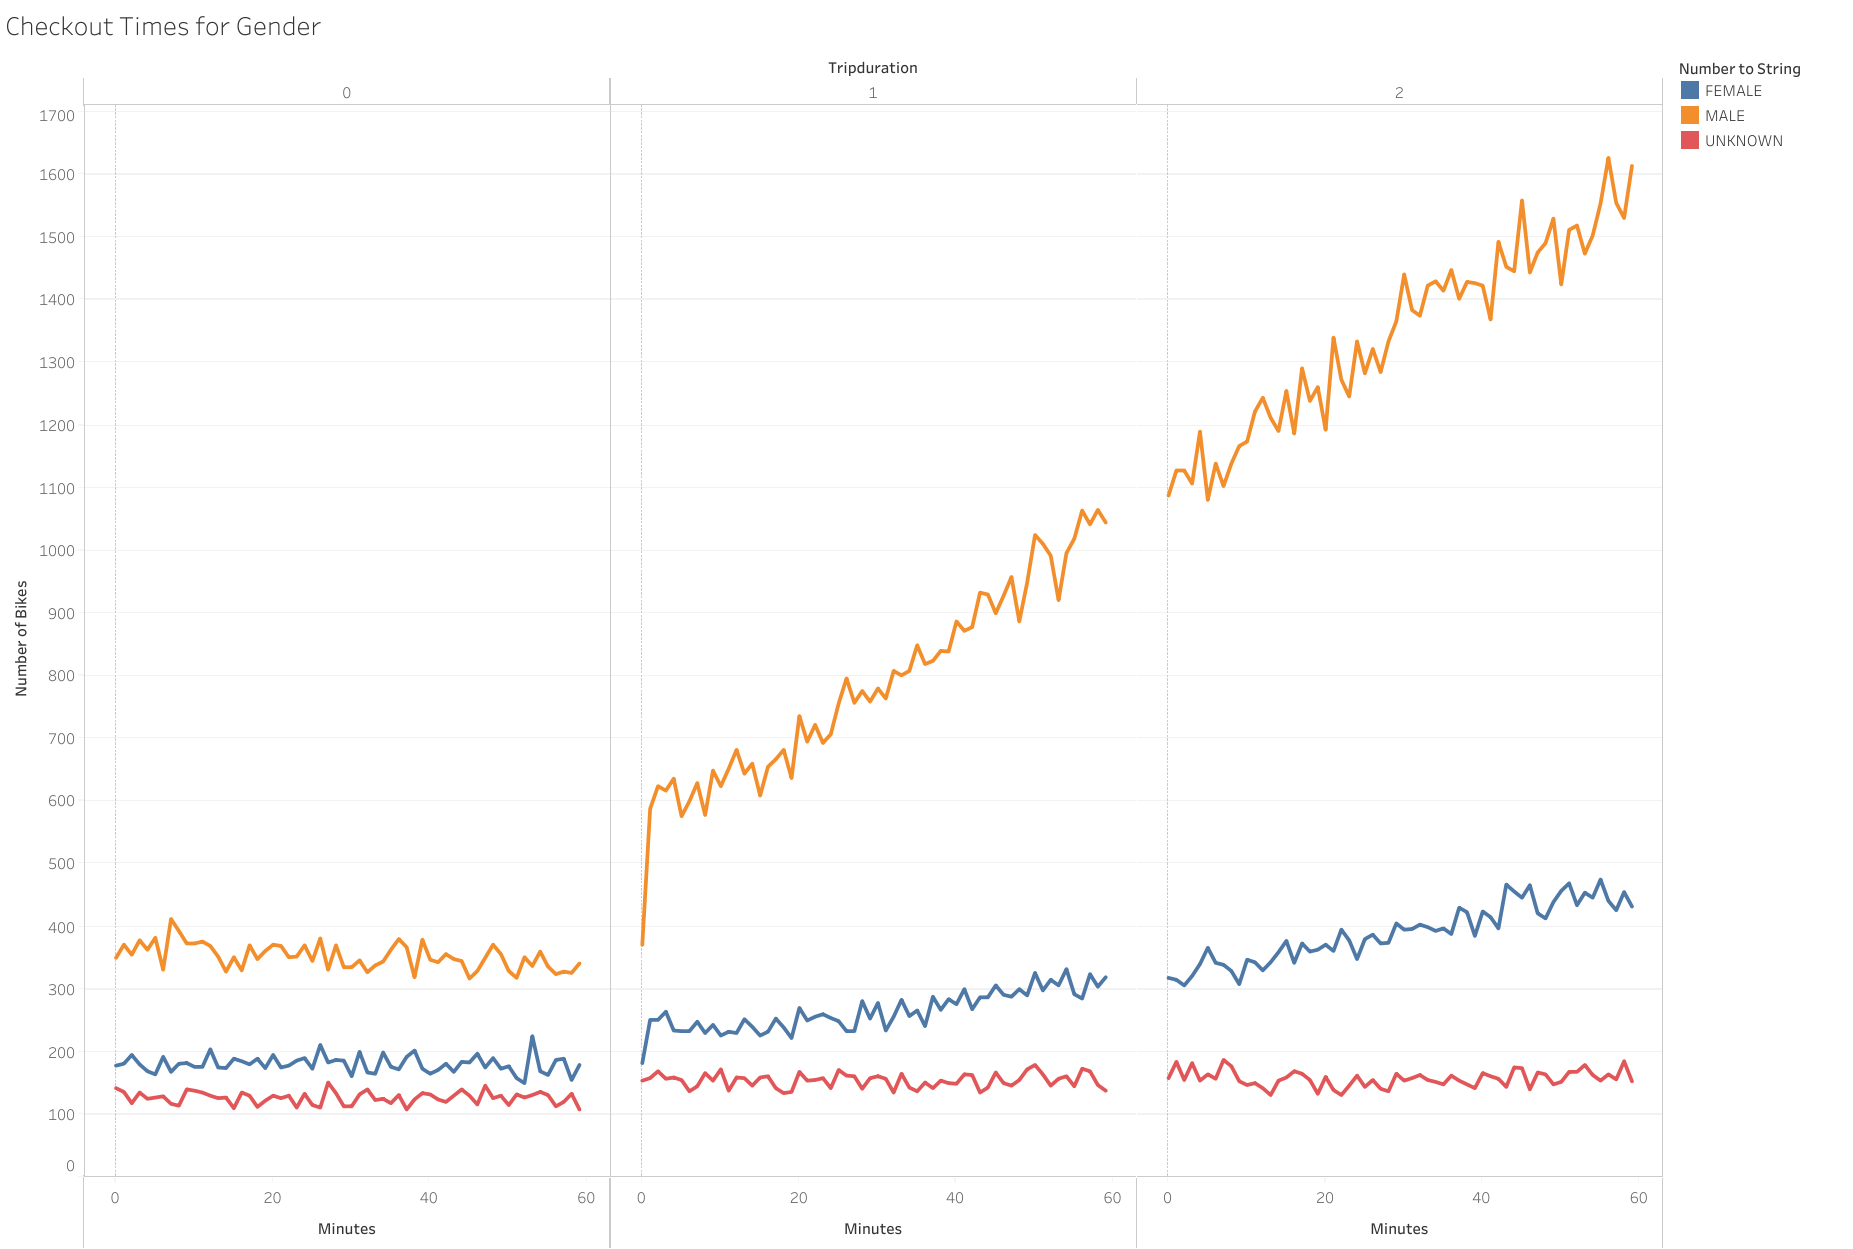 Checkout Times for Gender
Tripduration
0
1
2
Number to String
FEMALE
MALE
UNKNOWN
Number of Bikes
1700
1600
1500
1400
1300
1200
1100
1000
900
800
700
600
500
400
300
200
100
0
0 20 40 60 0 20 40 60 0 20 40 60
Minutes Minutes Minutes